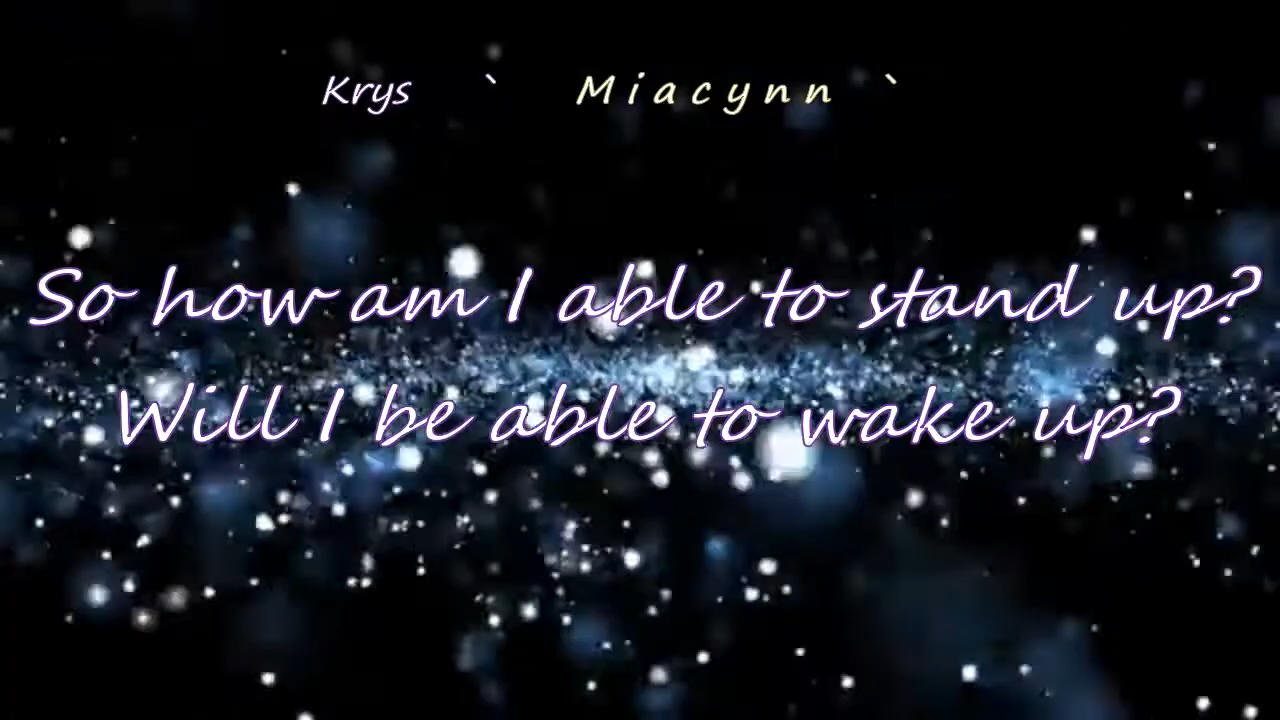 Krys ` Miacynn `
So how am I able to stand up?
Will I be able to wake up?